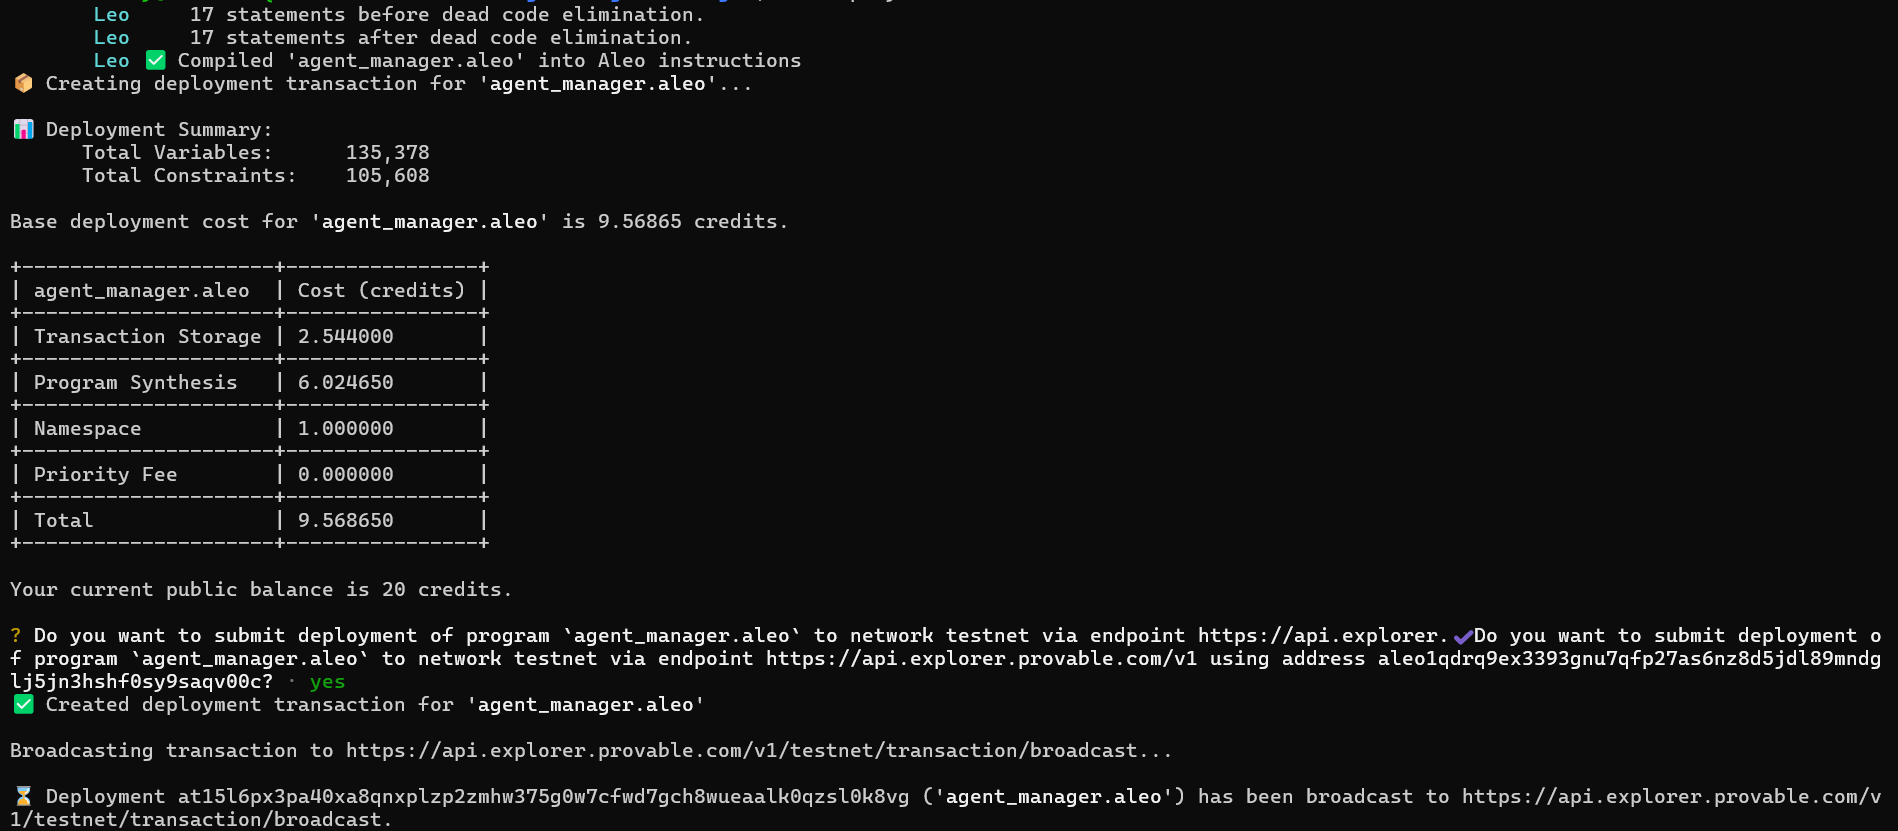 Leo     17 statements before dead code elimination.
Leo     17 statements after dead code elimination.
Leo ✅ Compiled 'agent_manager.aleo' into Aleo instructions
📦 Creating deployment transaction for 'agent_manager.aleo'...
📊 Deployment Summary:
Total Variables:      135,378
Total Constraints:    105,608
Base deployment cost for 'agent_manager.aleo' is 9.56865 credits.
+---------------------+----------------+
| agent_manager.aleo  | Cost (credits) |
+---------------------+----------------+
| Transaction Storage | 2.544000       |
+---------------------+----------------+
| Program Synthesis   | 6.024650       |
+---------------------+----------------+
| Namespace           | 1.000000       |
+---------------------+----------------+
| Priority Fee        | 0.000000       |
+---------------------+----------------+
| Total               | 9.568650       |
+---------------------+----------------+
Your current public balance is 20 credits.
? Do you want to submit deployment of program `agent_manager.aleo` to network testnet via endpoint https://api.explorer.✔Do you want to submit deployment o
f program `agent_manager.aleo` to network testnet via endpoint https://api.explorer.provable.com/v1 using address aleo1qdrq9ex3393gnu7qfp27as6nz8d5jdl89mndg
lj5jn3hshf0sy9saqv00c? · yes
✅ Created deployment transaction for 'agent_manager.aleo'
Broadcasting transaction to https://api.explorer.provable.com/v1/testnet/transaction/broadcast...
⏳ Deployment at15l6px3pa40xa8qnxplzp2zmhw375g0w7cfwd7gch8wueaalk0qzsl0k8vg ('agent_manager.aleo') has been broadcast to https://api.explorer.provable.com/v
1/testnet/transaction/broadcast.